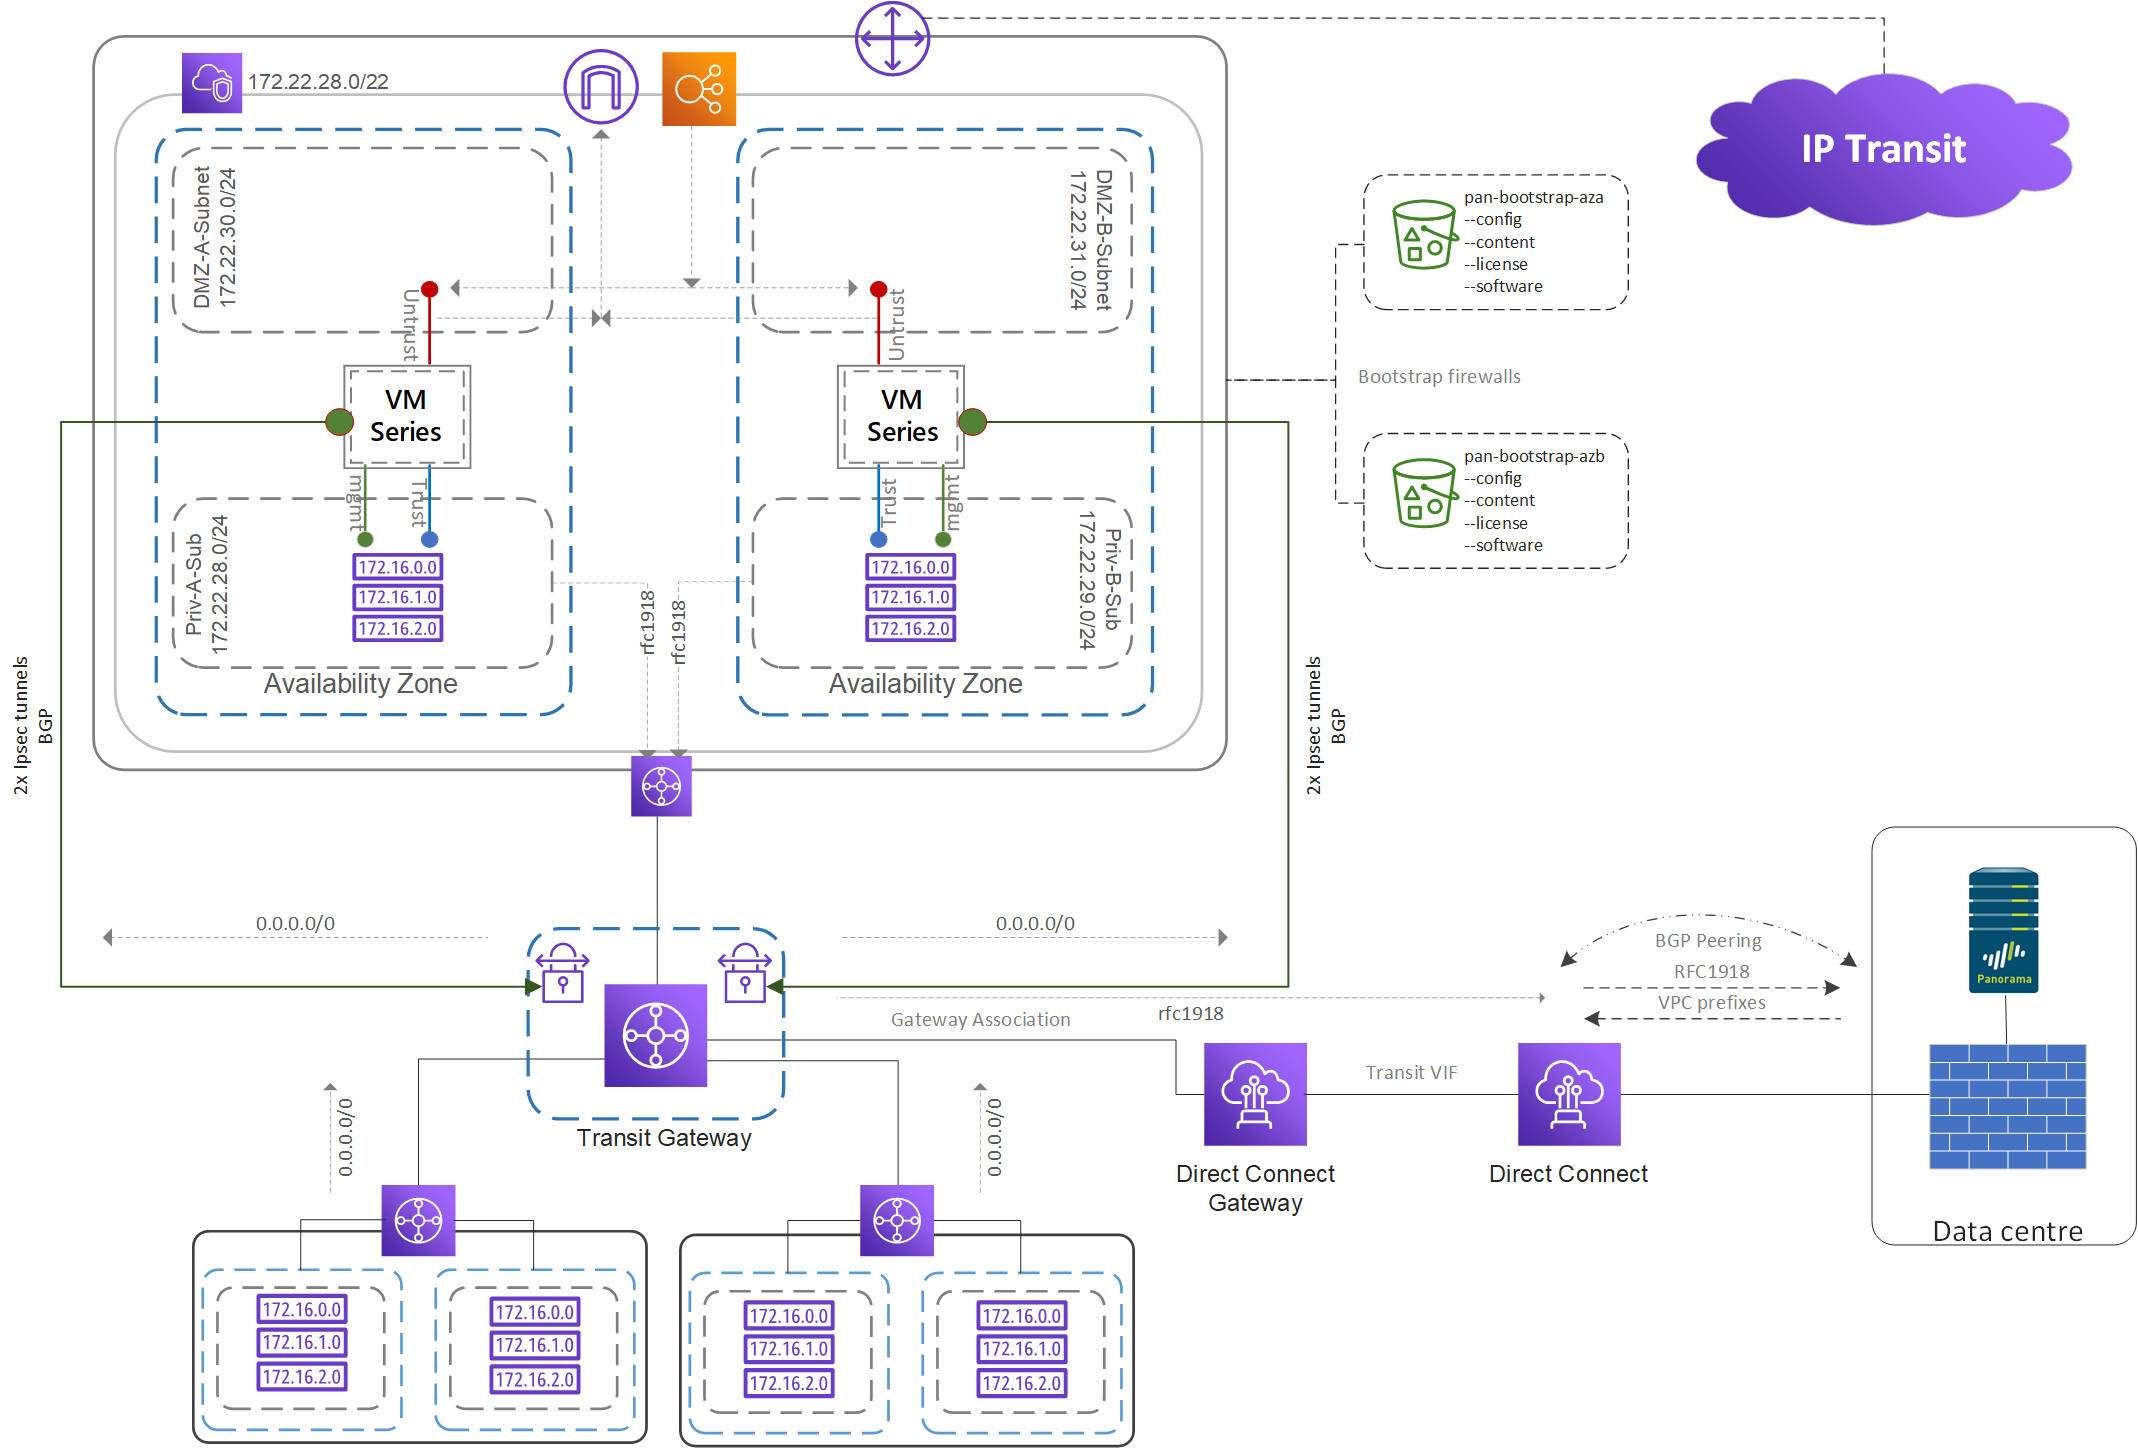 172.22.28.0/22
IP Transit
DMZ-A-Subnet
172.22.30.0/24
DMZ-B-Subnet
172.22.31.0/24
pan-bootstrap-aza
--config
--content
--license
--software
Untrust
Untrust
VM
Series
VM
Series
Bootstrap firewalls
pan-bootstrap-azb
--config
--content
--license
--software
mgmt
Trust
Trust
mgmt
Priv-A-Sub
172.22.28.0/24
172.16.0.0
172.16.1.0
172.16.2.0
rfc1918
rfc1918
172.16.0.0
172.16.1.0
172.16.2.0
Priv-B-Sub
172.22.29.0/24
Availability Zone
Availability Zone
2x Ipsec tunnels
BGP
2x Ipsec tunnels
BGP
0.0.0.0/0
0.0.0.0/0
BGP Peering
RFC1918
VPC prefixes
Panorama
Gateway Association
rfc1918
Transit VIF
Transit Gateway
0.0.0.0/0
0.0.0.0/0
Direct Connect
Gateway
Direct Connect
Data centre
172.16.0.0
172.16.1.0
172.16.2.0
172.16.0.0
172.16.1.0
172.16.2.0
172.16.0.0
172.16.1.0
172.16.2.0
172.16.0.0
172.16.1.0
172.16.2.0